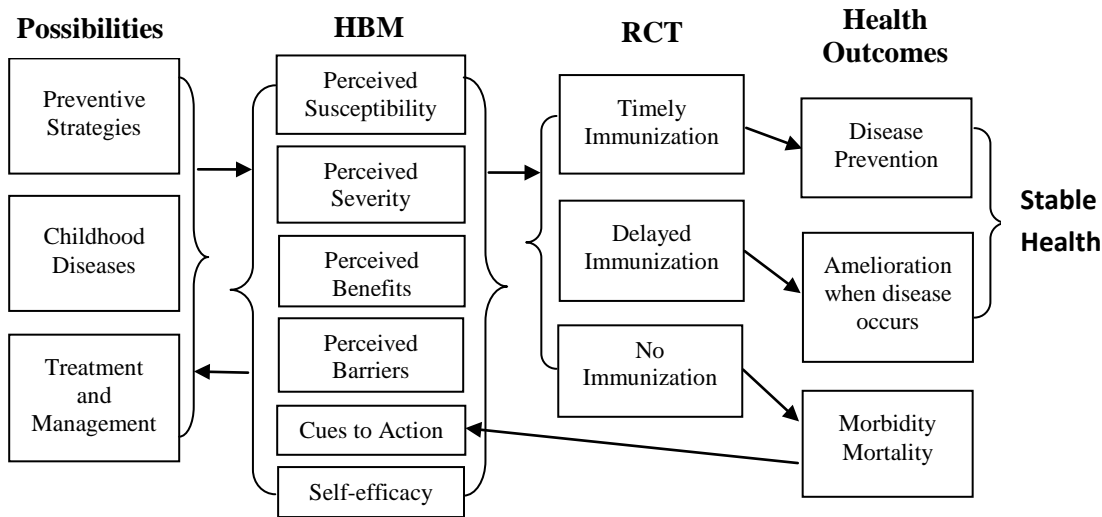 Possibilities
Preventive
Strategies
Childhood
Diseases
Treatment
and
Management
HBM
Perceived
Susceptibility
Perceived
Severity
Perceived
Benefits
Perceived
Barriers
Cues to Action
Self-efficacy
RCT
Timely
Immunization
Delayed
Immunization
No
Immunization
Health
Outcomes
Disease
Prevention
Amelioration
when disease
occurs
Morbidity
Mortality
Stable
Health